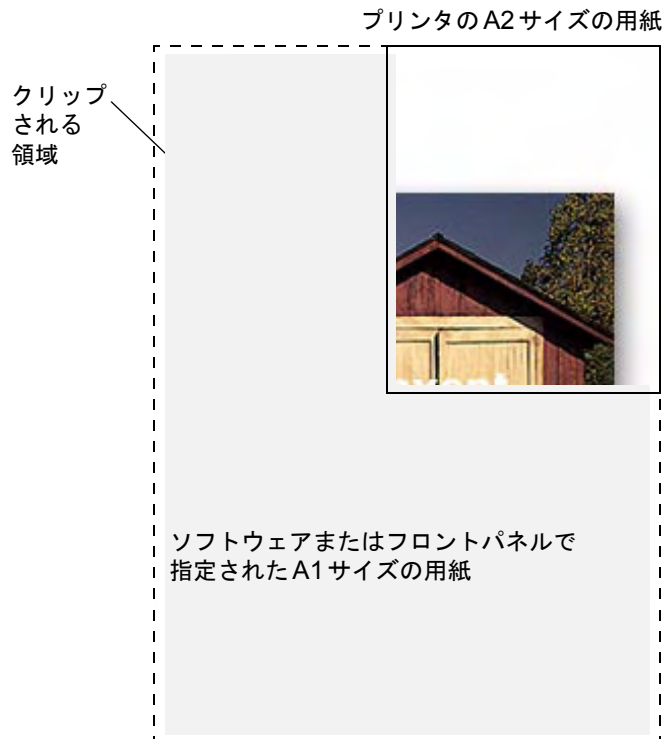 プリンタのA2サイズの用紙
クリップ
される
領域
ソフトウェアまたはフロントパネルで
指定されたA1サイズの用紙